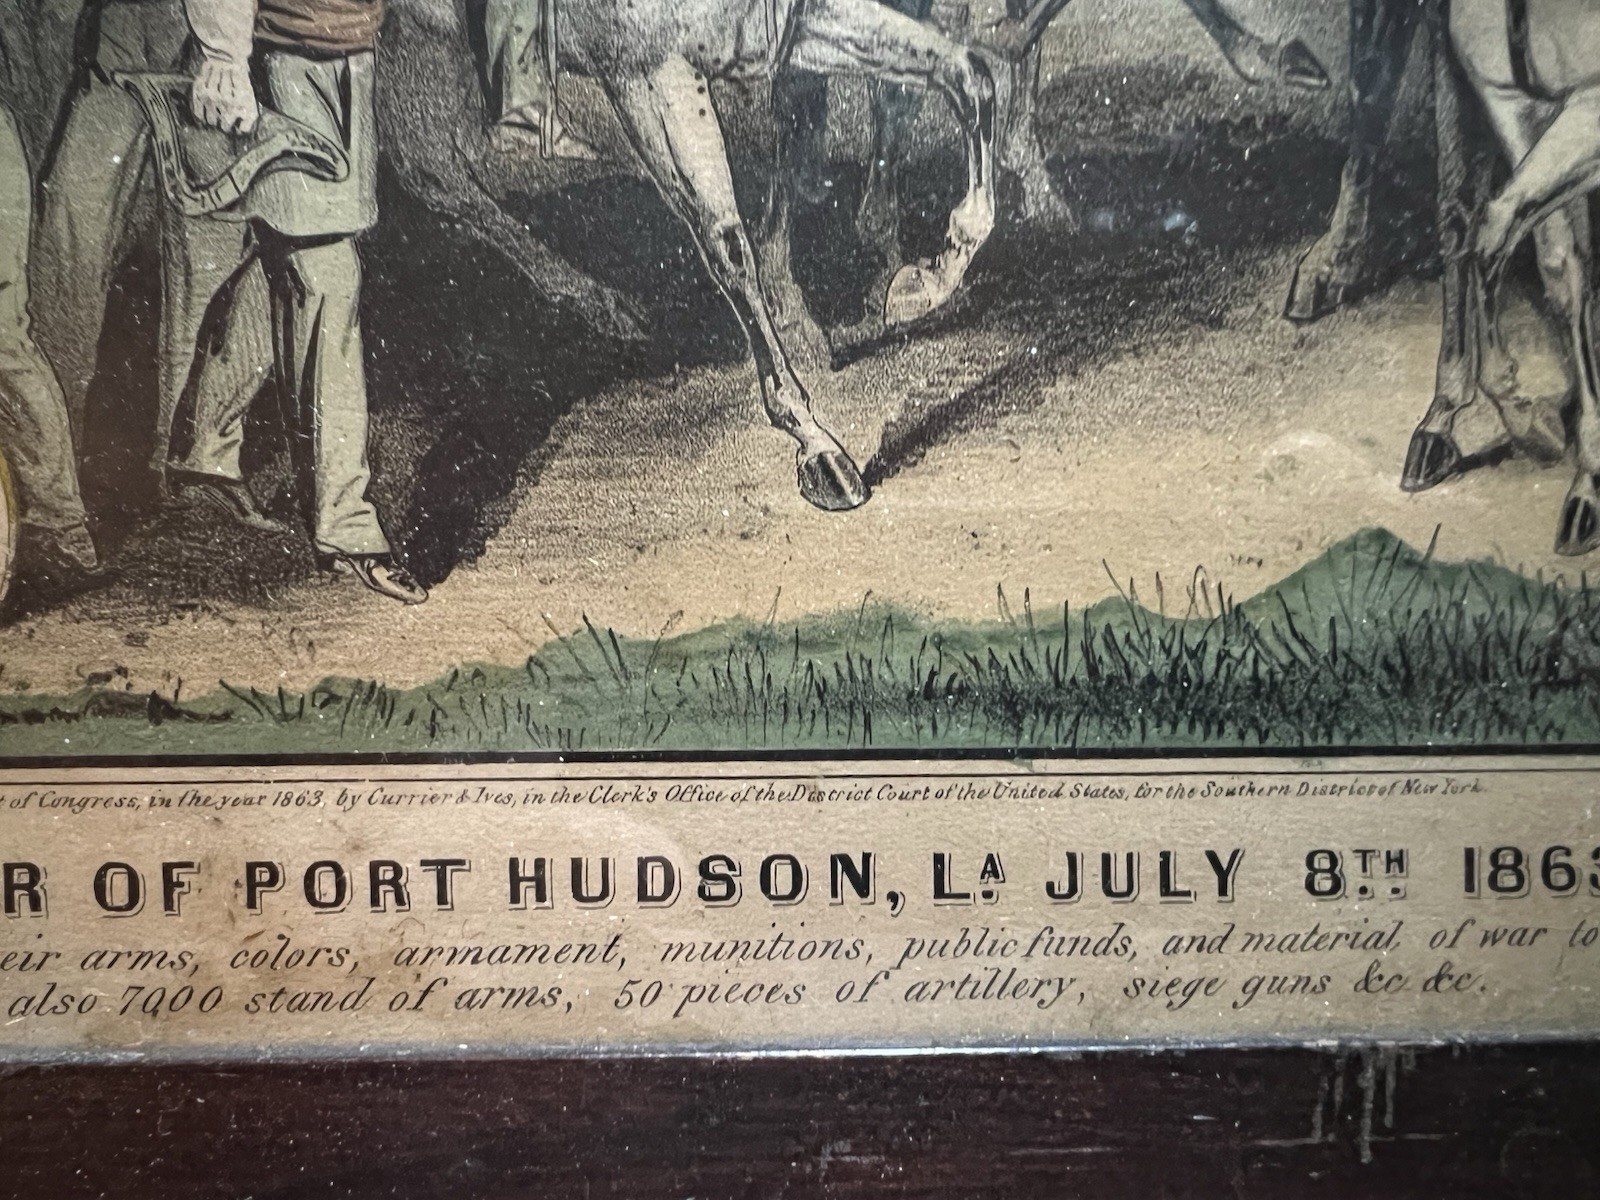 of Congress, in the year 1863, by Currier & Ives, in the Clerk's Office of the District Court of the United States, for the Southern District of New York.
R OF PORT HUDSON, LA. JULY 8TH 1863
eir arms, colors, armament, munitions, public funds, and material of war to
also 7000 stand of arms, 50 pieces of artillery, siege guns &c &c.